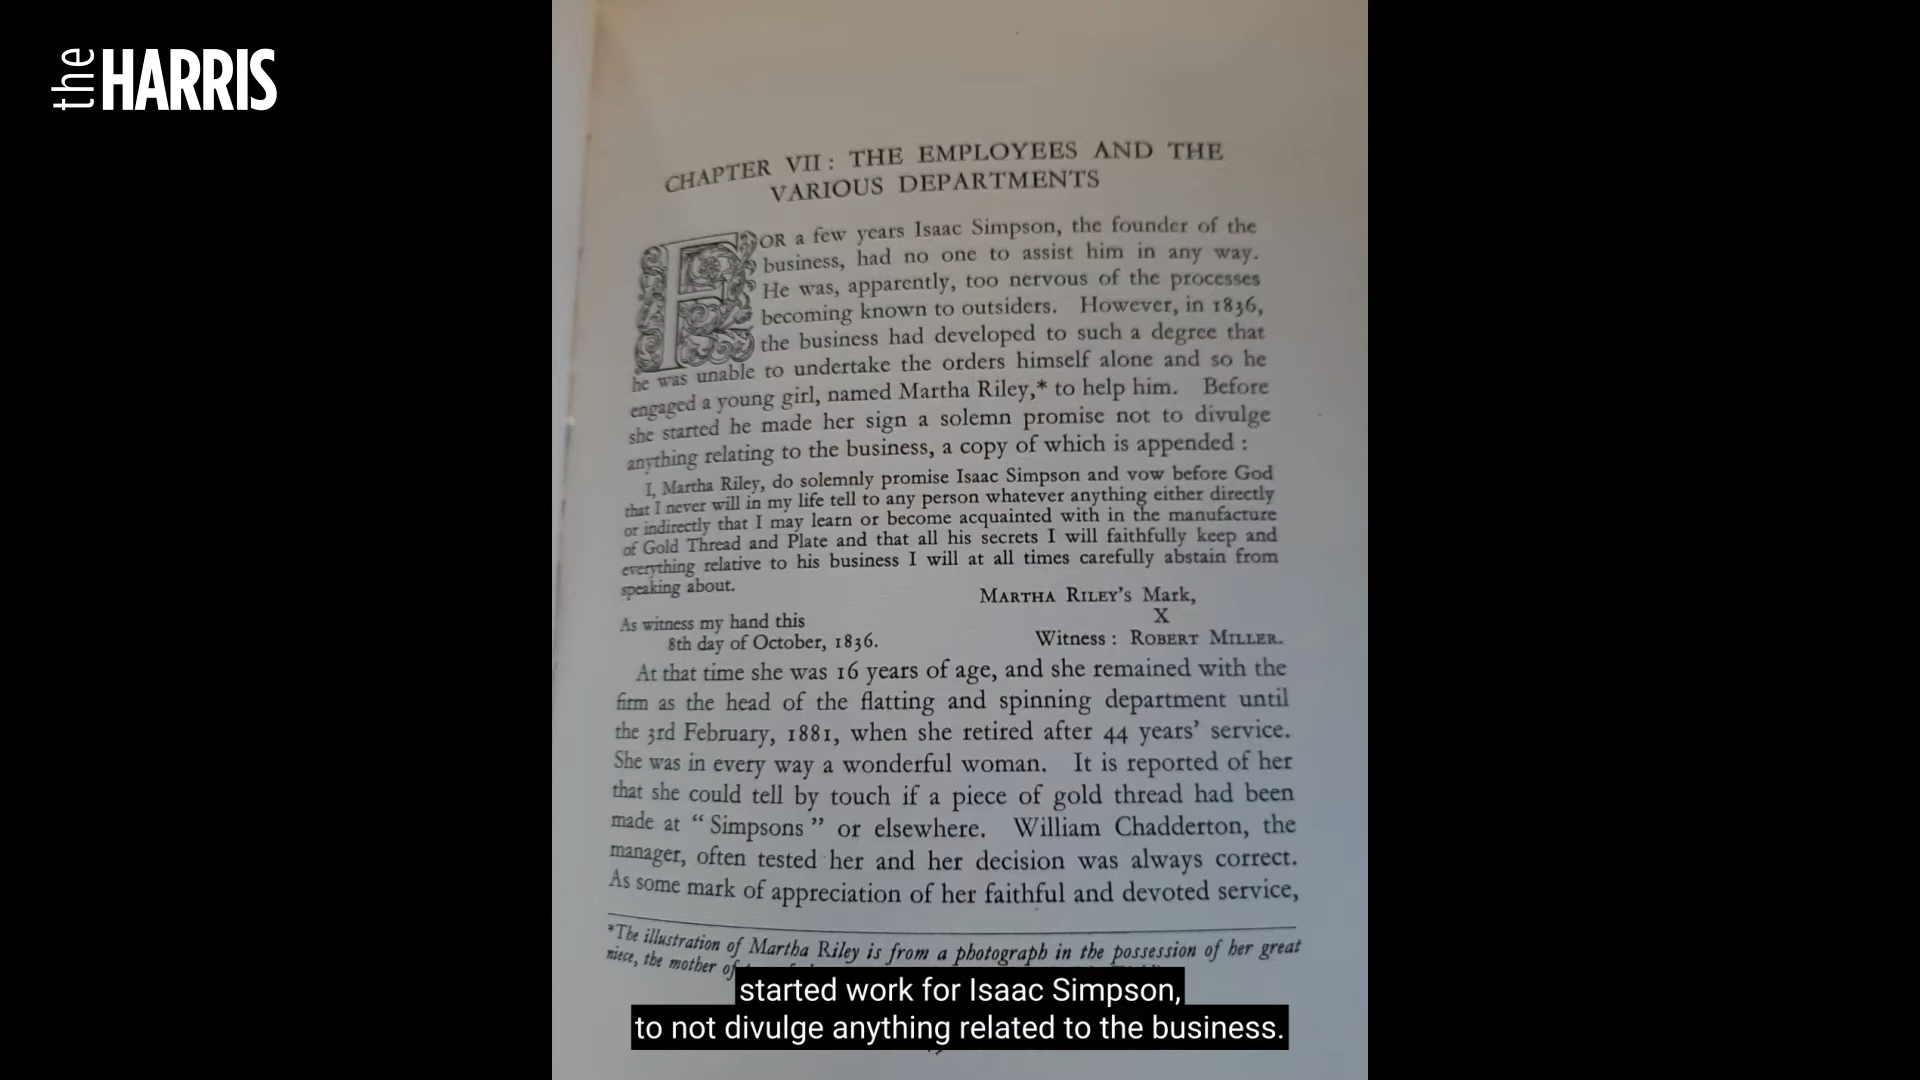 the HARRIS
CHAPTER VII: THE EMPLOYEES AND THE
VARIOUS DEPARTMENTS
FOR a few years Isaac Simpson, the founder of the
business, had no one to assist him in any way.
He was, apparently, too nervous of the processes
becoming known to outsiders. However, in 1836,
the business had developed to such a degree that
he was unable to undertake the orders himself alone and so he
engaged a young girl, named Martha Riley,* to help him. Before
she started he made her sign a solemn promise not to divulge
anything relating to the business, a copy of which is appended :
I, Martha Riley, do solemnly promise Isaac Simpson and vow before God
that I never will in my life tell to any person whatever anything either directly
or indirectly that I may learn or become acquainted with in the manufacture
of Gold Thread and Plate and that all his secrets I will faithfully keep and
everything relative to his business I will at all times carefully abstain from
speaking about.
MARTHA RILEY'S Mark,
X
As witness my hand this
8th day of October, 1836.
Witness : ROBERT MILLER.
At that time she was 16 years of age, and she remained with the
firm as the head of the flatting and spinning department until
the 3rd February, 1881, when she retired after 44 years' service.
She was in every way a wonderful woman. It is reported of her
that she could tell by touch if a piece of gold thread had been
made at "Simpsons" or elsewhere. William Chadderton, the
manager, often tested her and her decision was always correct.
As some mark of appreciation of her faithful and devoted service,
*The illustration of Martha Riley is from a photograph in the possession of her great
niece, the mother of
started work for Isaac Simpson,
to not divulge anything related to the business.